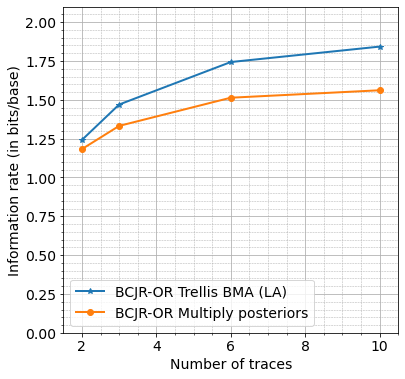 2.00
1.75
1.50
1.25
1.00
0.75
0.50
0.25
0.00
Information rate (in bits/base)
BCJR-OR Trellis BMA (LA)
BCJR-OR Multiply posteriors
2 4 6 8 10
Number of traces